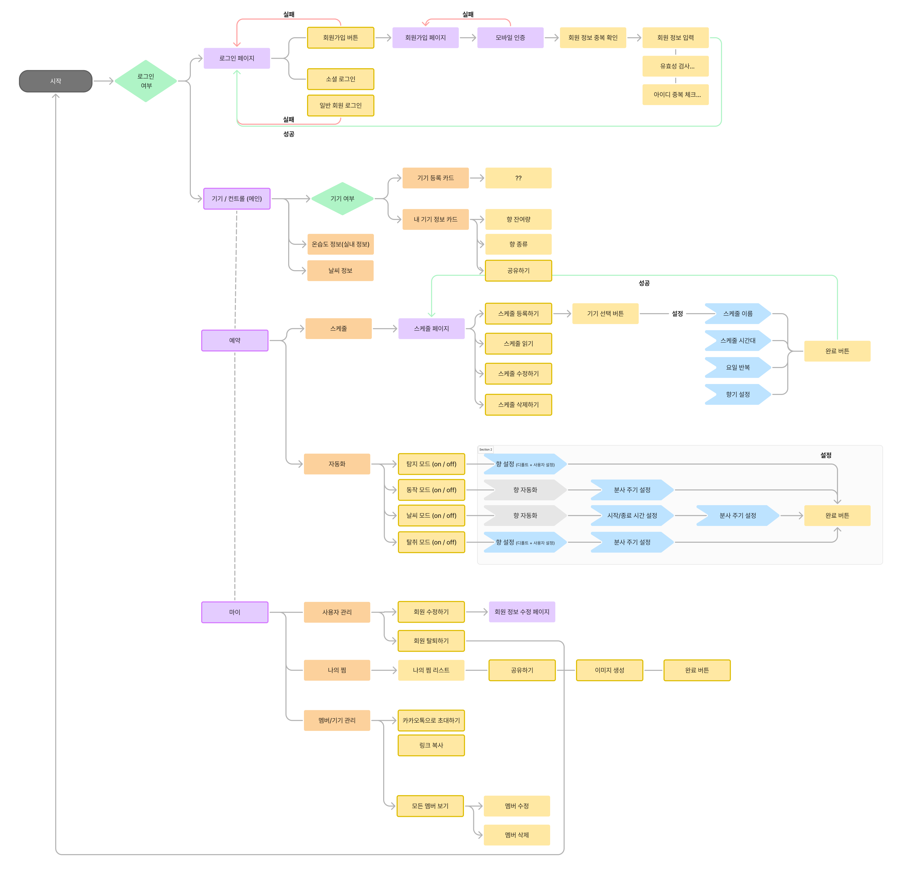 실패
실패
회원가입 버튼
회원가입 페이지
모바일 인증
회원 정보 중복 확인
회원 정보 입력
로그인 페이지
유효성 검사...
시작
로그인
여부
소셜 로그인
아이디 중복 체크...
일반 회원 로그인
실패
성공
기기 등록 카드
??
기기 / 컨트롤 (메인)
기기 여부
내 기기 정보 카드
향 잔여량
온습도 정보(실내 정보)
향 종류
날씨 정보
공유하기
성공
스케줄 등록하기
기기 선택 버튼
설정
스케줄 이름
예약
스케줄
스케줄 페이지
스케줄 읽기
스케줄 시간대
완료 버튼
스케줄 수정하기
요일 반복
스케줄 삭제하기
향기 설정
Section 1
설정
자동화
탐지 모드 (on / off)
향 설정 (디폴트 + 사용자 설정)
동작 모드 (on / off)
향 자동화
분사 주기 설정
날씨 모드 (on / off)
향 자동화
시작/종료 시간 설정
분사 주기 설정
완료 버튼
탈취 모드 (on / off)
향 설정 (디폴트 + 사용자 설정)
분사 주기 설정
마이
사용자 관리
회원 수정하기
회원 정보 수정 페이지
회원 탈퇴하기
나의 찜
나의 찜 리스트
공유하기
이미지 생성
완료 버튼
멤버/기기 관리
카카오톡으로 초대하기
링크 복사
모든 멤버 보기
멤버 수정
멤버 삭제